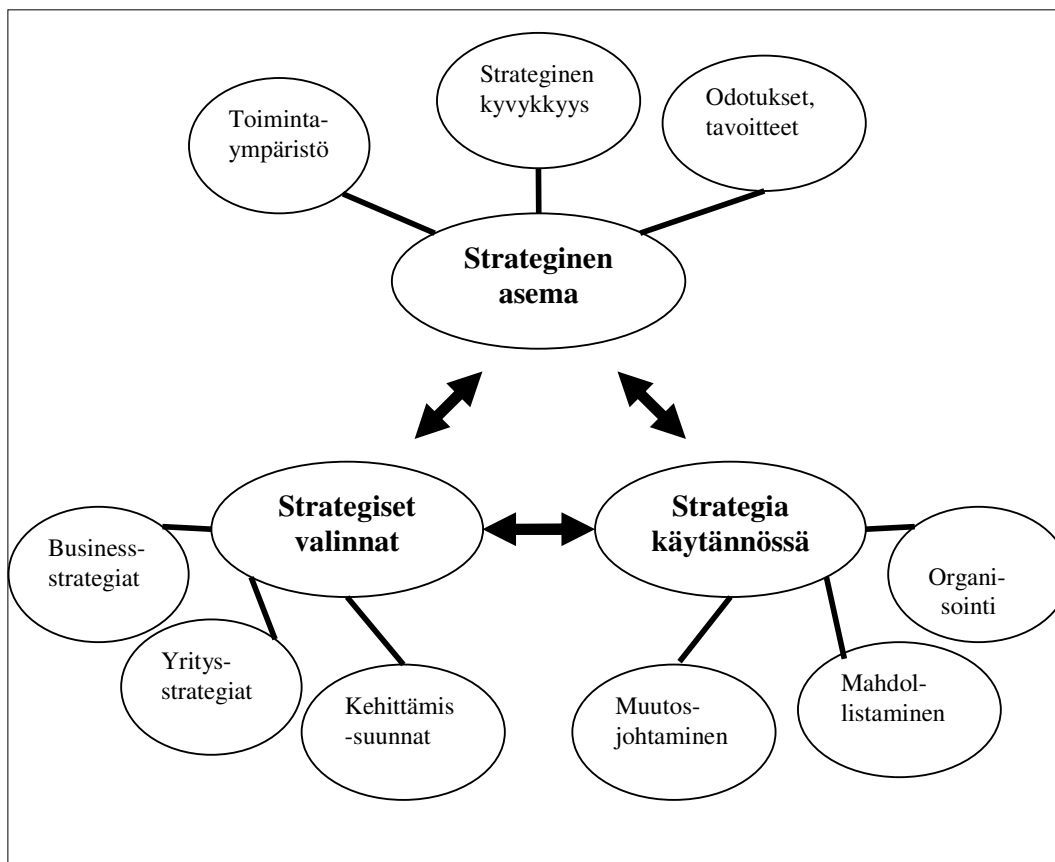 Strateginen
kyvykkyys
Odotukset,
tavoitteet
Toiminta-
ympäristö
Strateginen
asema
Strategiset
valinnat
Strategia
käytännössä
Business-
strategiat
Organi-
sointi
Yritys-
strategiat
Kehittämis
-suunnat
Muutos-
johtaminen
Mahdol-
listaminen